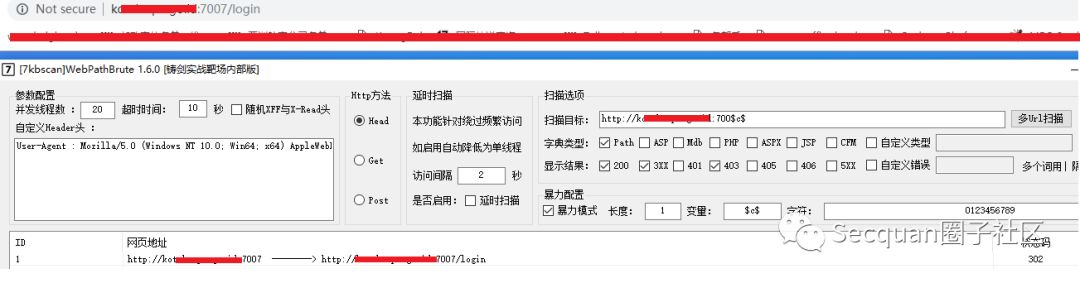 Not secure | ko :7007/login
7 [7kbscan]WebPathBrute 1.6.0 [铸剑实战靶场内部版]
参数配置 Http方法 延时扫描 扫描选项
并发线程数： 20 超时时间： 10 秒 随机XFF与X-Read头 Head 本功能针对绕过频繁访问 扫描目标： http://k :700$c$ 多Url扫描
自定义Header头：
User-Agent : Mozilla/5.0 (Windows NT 10.0; Win64; x64) AppleWebl 如启用自动降低为单线程 字典类型： Path ASP Mdb PHP ASPX JSP CFM 自定义类型
Get 访问间隔 2 秒 显示结果： 200 3XX 401 403 405 406 5XX 自定义错误 多个词用|
Post 是否启用： 延时扫描 暴力配置
暴力模式 长度： 1 变量： $c$ 字符： 0123456789
Secquan圈子社区
ID 网页地址 状态码
1 http://kot 7007 ————> http:// 7007/login 302